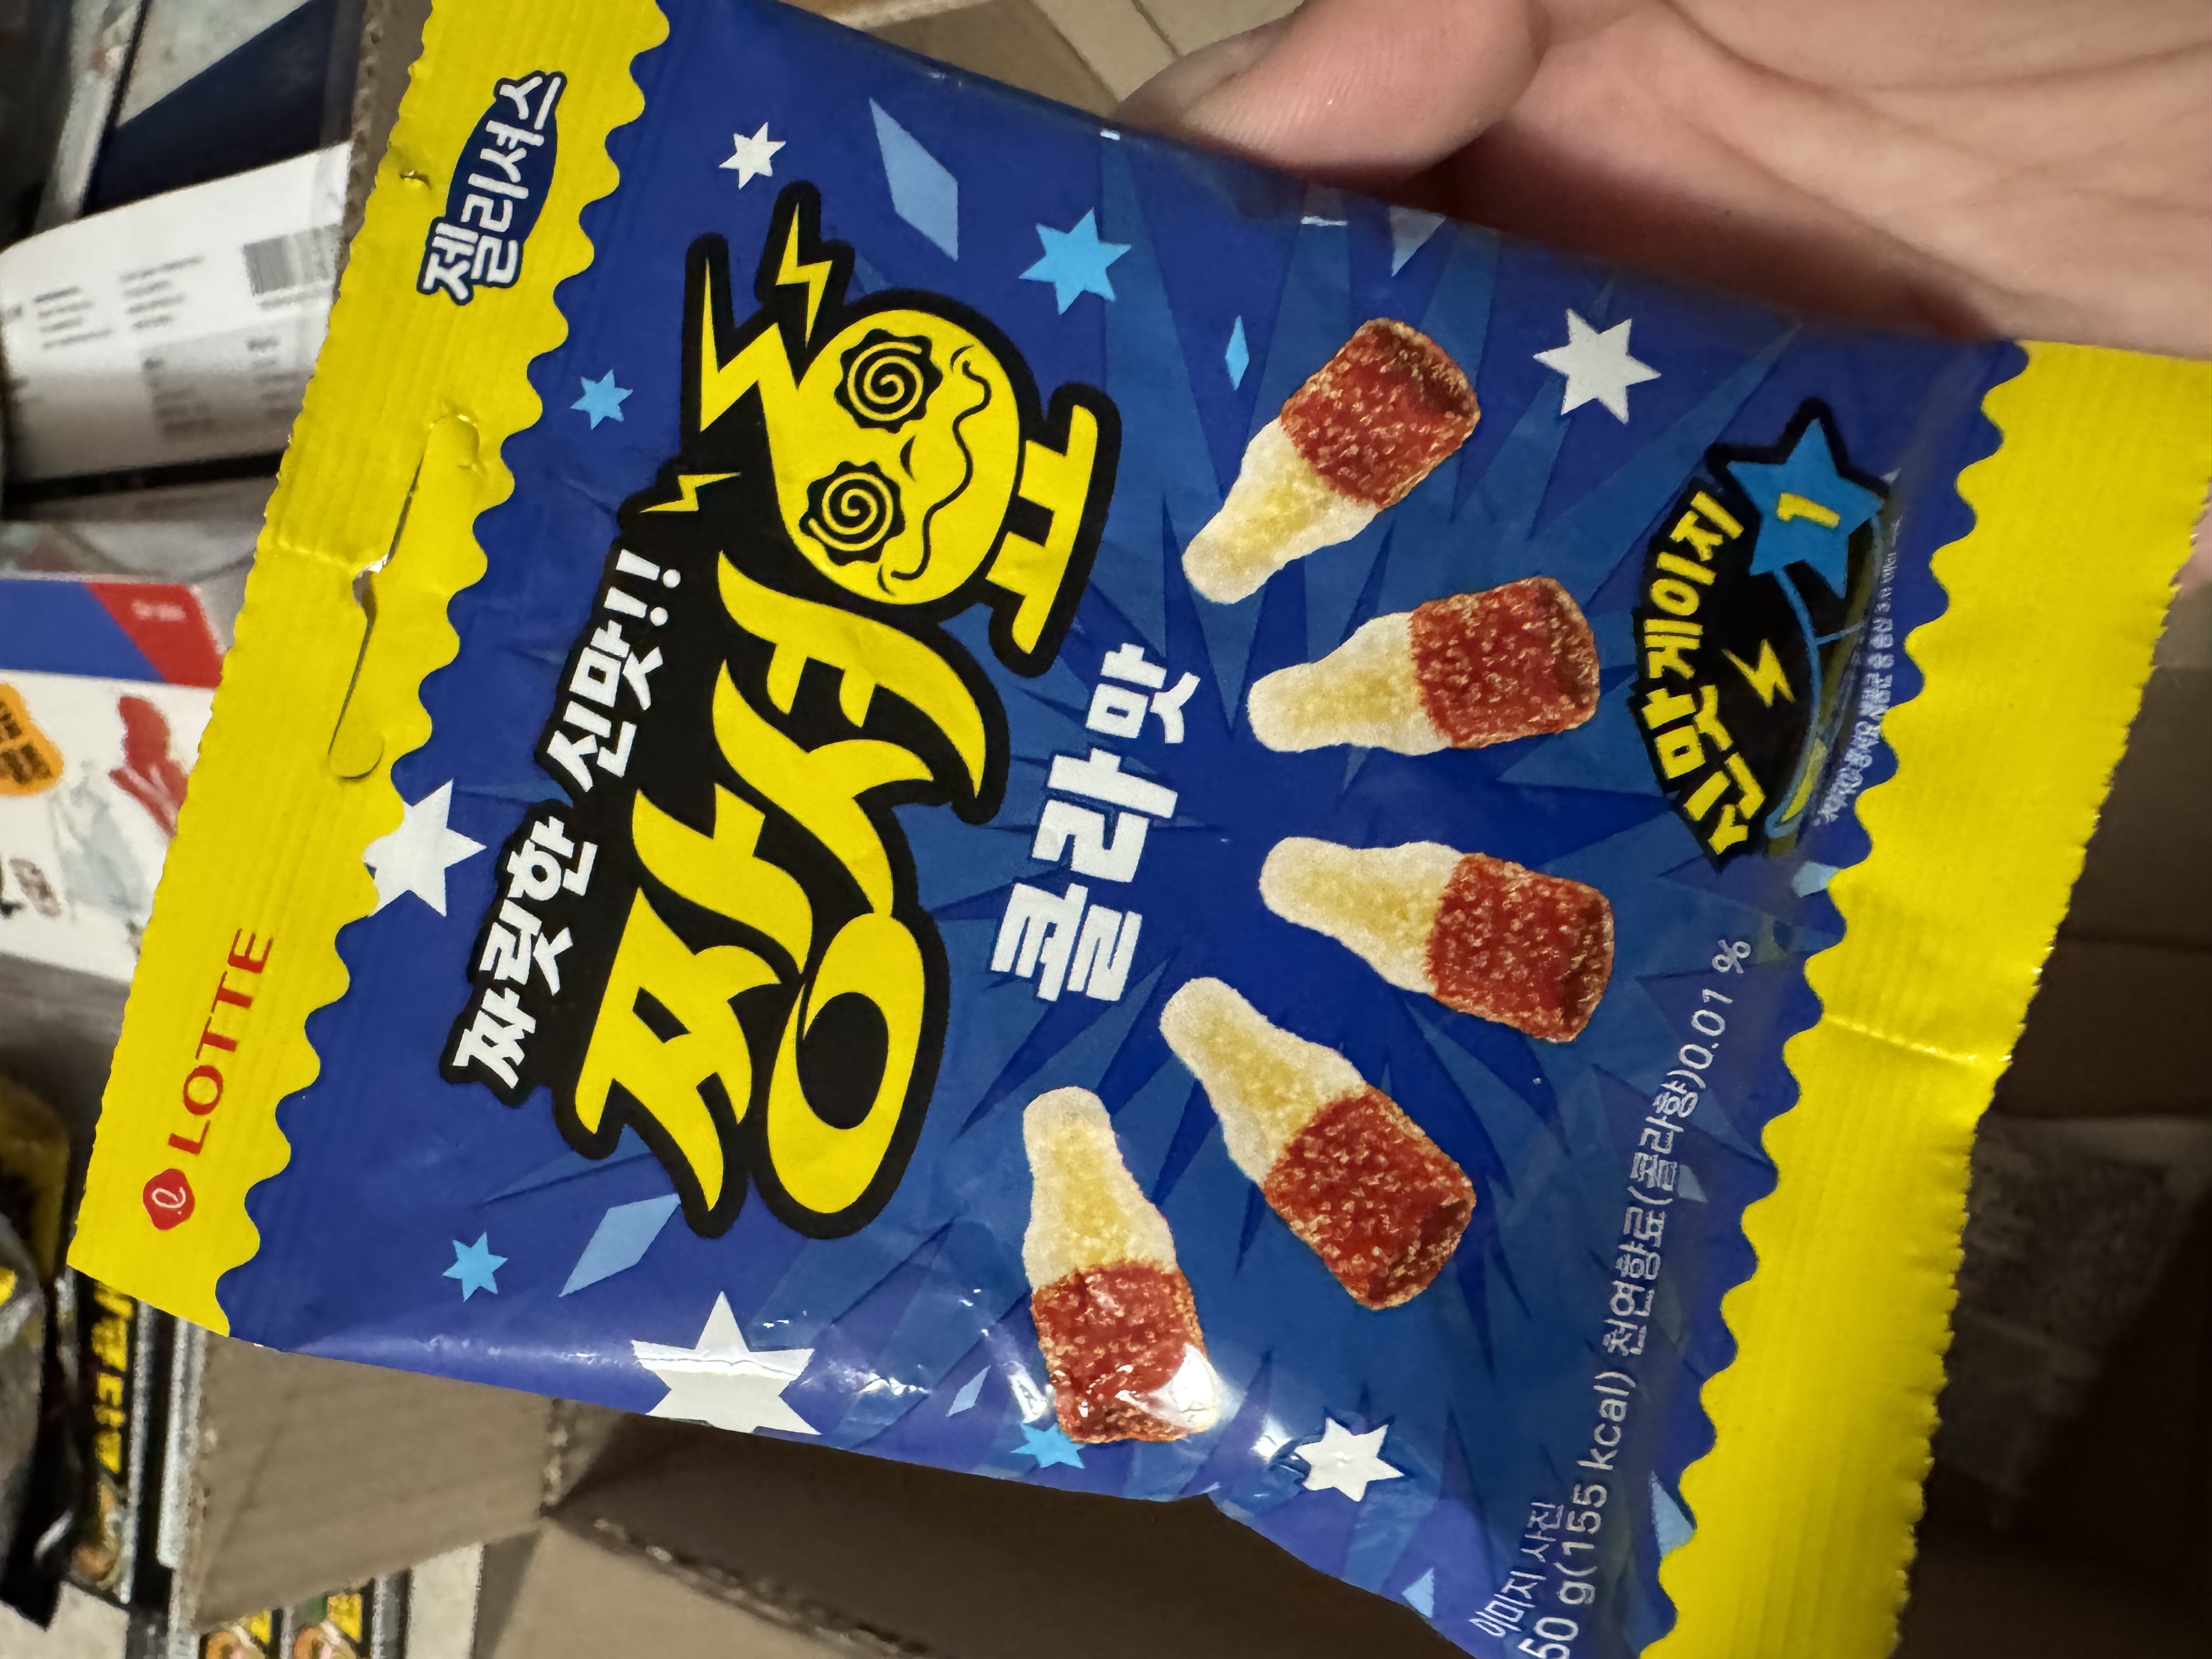 LOTTE
젤리셔스
짜릿한 신맛!!
짱셔요
콜라맛
신맛게이지
1
이미지 사진
50 g(155 kcal) 천연향료(콜라향)0.01 %